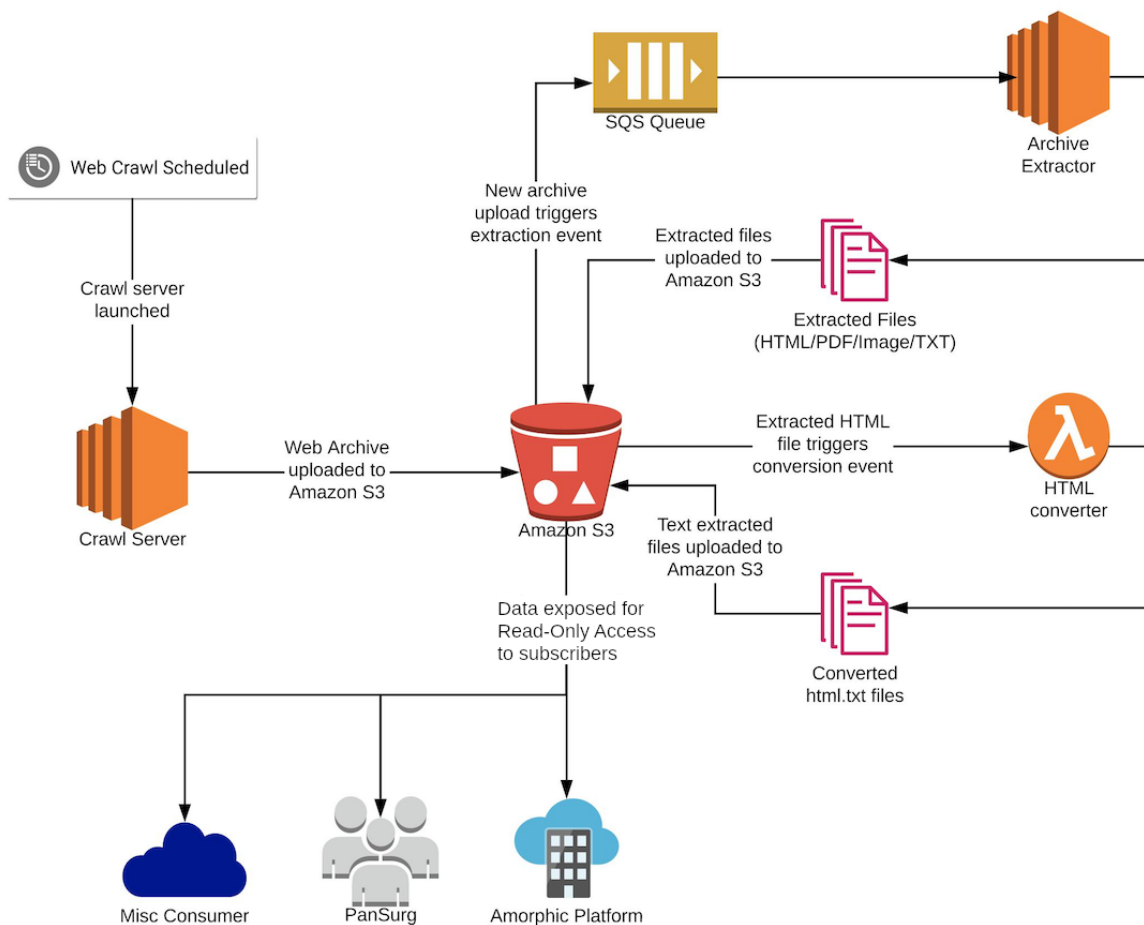 SQS Queue
Archive
Extractor
Web Crawl Scheduled
New archive
upload triggers
extraction event
Extracted files
uploaded to
Amazon S3
Crawl server
launched
Extracted Files
(HTML/PDF/Image/TXT)
Web Archive
uploaded to
Amazon S3
Extracted HTML
file triggers
conversion event
HTML
converter
Crawl Server
Amazon S3
Text extracted
files uploaded to
Amazon S3
Data exposed for
Read-Only Access
to subscribers
Converted
html.txt files
Misc Consumer
PanSurg
Amorphic Platform